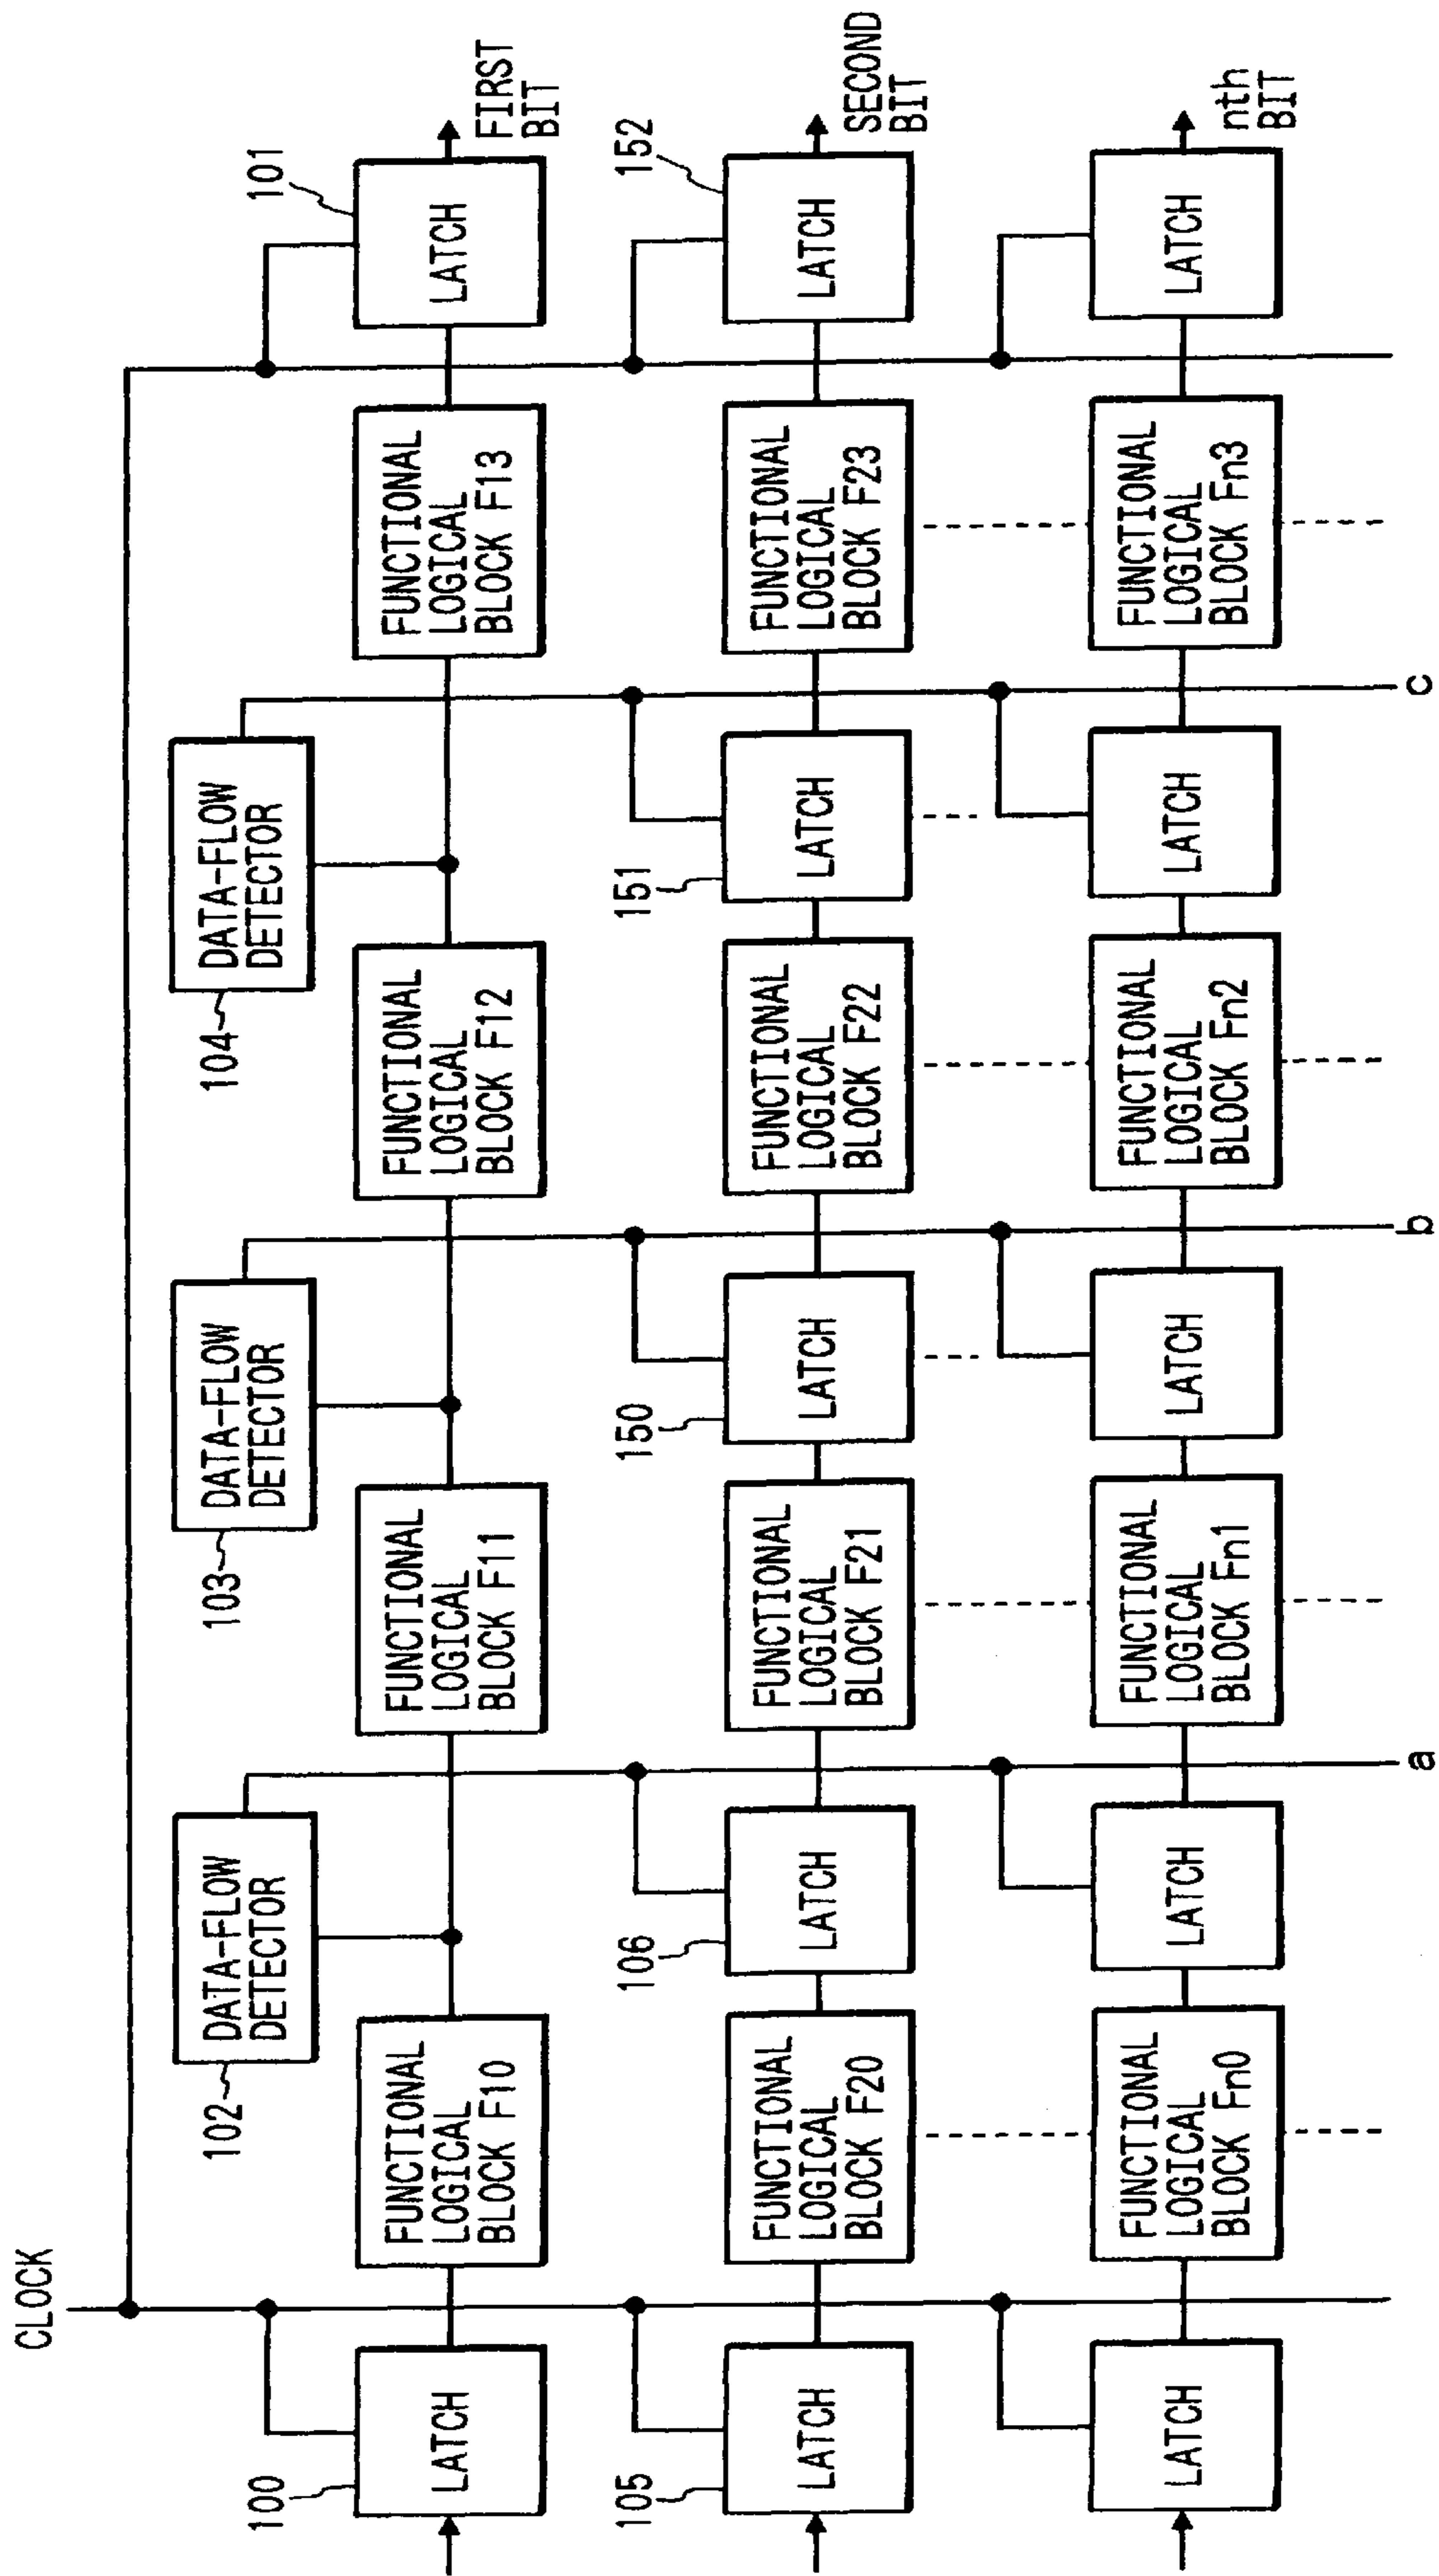 CLOCK
102
DATA-FLOW
DETECTOR
103
DATA-FLOW
DETECTOR
104
DATA-FLOW
DETECTOR
100
LATCH
FUNCTIONAL
LOGICAL
BLOCK F10
FUNCTIONAL
LOGICAL
BLOCK F11
FUNCTIONAL
LOGICAL
BLOCK F12
FUNCTIONAL
LOGICAL
BLOCK F13
101
LATCH
FIRST
BIT
105
LATCH
FUNCTIONAL
LOGICAL
BLOCK F20
106
LATCH
FUNCTIONAL
LOGICAL
BLOCK F21
150
LATCH
FUNCTIONAL
LOGICAL
BLOCK F22
151
LATCH
FUNCTIONAL
LOGICAL
BLOCK F23
152
LATCH
SECOND
BIT
LATCH
FUNCTIONAL
LOGICAL
BLOCK Fn0
LATCH
FUNCTIONAL
LOGICAL
BLOCK Fn1
LATCH
FUNCTIONAL
LOGICAL
BLOCK Fn2
LATCH
FUNCTIONAL
LOGICAL
BLOCK Fn3
LATCH
nth
BIT
a
b
c